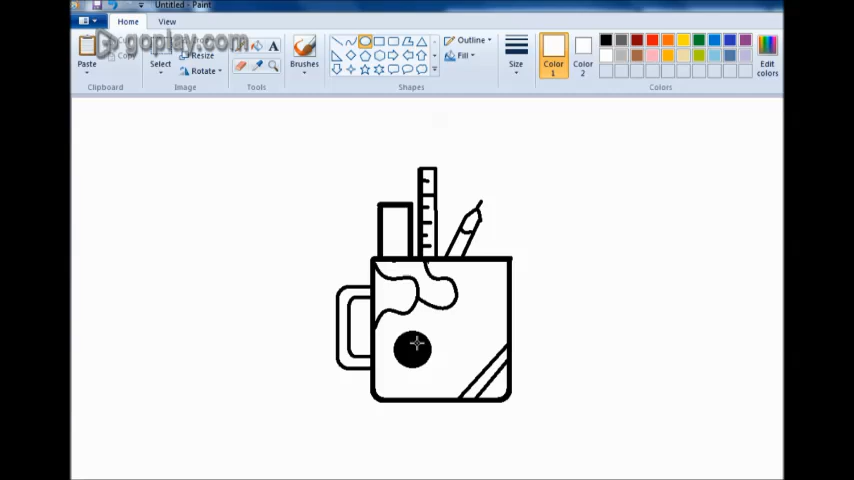 Untitled - Paint
Home View
goplay.com
Paste
Select
Resize
Rotate
A
Brushes
Outline
Fill
Size
Color 1
Color 2
Edit colors
Clipboard
Image
Tools
Shapes
Colors